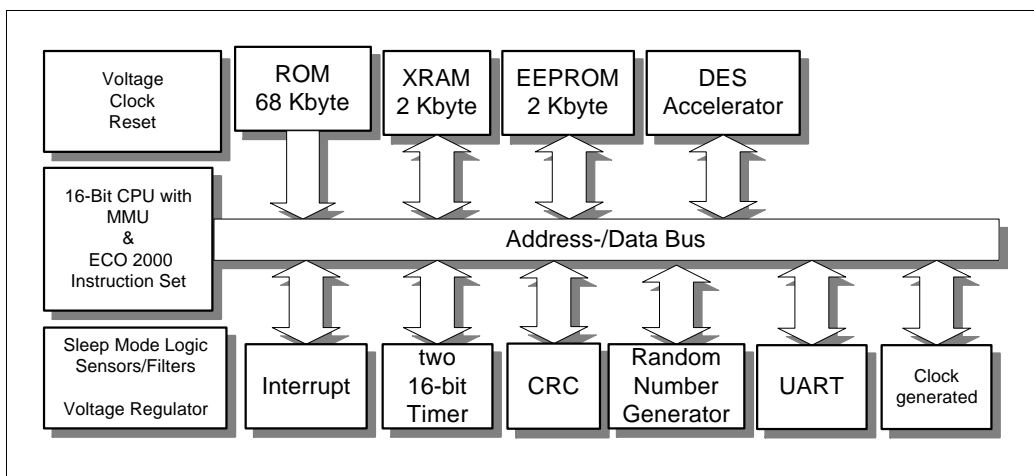 Voltage
Clock
Reset
ROM
68 Kbyte
XRAM
2 Kbyte
EEPROM
2 Kbyte
DES
Accelerator
16-Bit CPU with
MMU
&
ECO 2000
Instruction Set
Address-/Data Bus
Sleep Mode Logic
Sensors/Filters
Voltage Regulator
Interrupt
two
16-bit
Timer
CRC
Random
Number
Generator
UART
Clock
generated